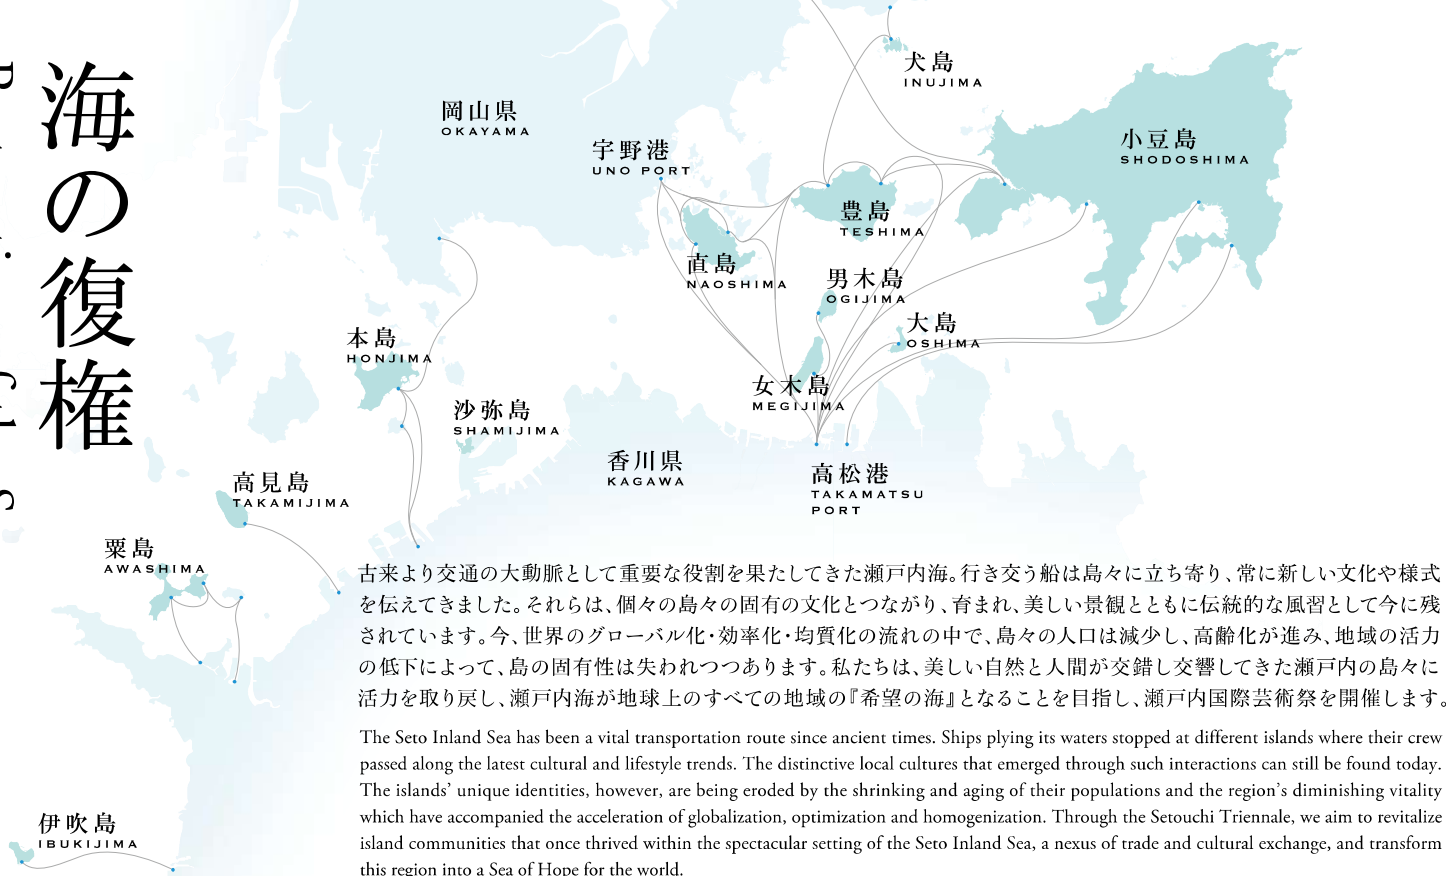 海の復権
犬島
INUJIMA
岡山県
OKAYAMA
宇野港
UNO PORT
小豆島
SHODOSHIMA
豊島
TESHIMA
直島
NAOSHIMA
男木島
OGIJIMA
大島
OSHIMA
本島
HONJIMA
女木島
MEGIJIMA
沙弥島
SHAMIJIMA
香川県
KAGAWA
高松港
TAKAMATSU
PORT
高見島
TAKAMIJIMA
粟島
AWASHIMA
伊吹島
IBUKIJIMA
古来より交通の大動脈として重要な役割を果たしてきた瀬戸内海。行き交う船は島々に立ち寄り、常に新しい文化や様式
を伝えてきました。それらは、個々の島々の固有の文化とつながり、育まれ、美しい景観とともに伝統的な風習として今に残
されています。今、世界のグローバル化・効率化・均質化の流れの中で、島々の人口は減少し、高齢化が進み、地域の活力
の低下によって、島の固有性は失われつつあります。私たちは、美しい自然と人間が交錯し交響してきた瀬戸内の島々に
活力を取り戻し、瀬戸内海が地球上のすべての地域の『希望の海』となることを目指し、瀬戸内国際芸術祭を開催します。
The Seto Inland Sea has been a vital transportation route since ancient times. Ships plying its waters stopped at different islands where their crew
passed along the latest cultural and lifestyle trends. The distinctive local cultures that emerged through such interactions can still be found today.
The islands' unique identities, however, are being eroded by the shrinking and aging of their populations and the region's diminishing vitality
which have accompanied the acceleration of globalization, optimization and homogenization. Through the Setouchi Triennale, we aim to revitalize
island communities that once thrived within the spectacular setting of the Seto Inland Sea, a nexus of trade and cultural exchange, and transform
this region into a Sea of Hope for the world.